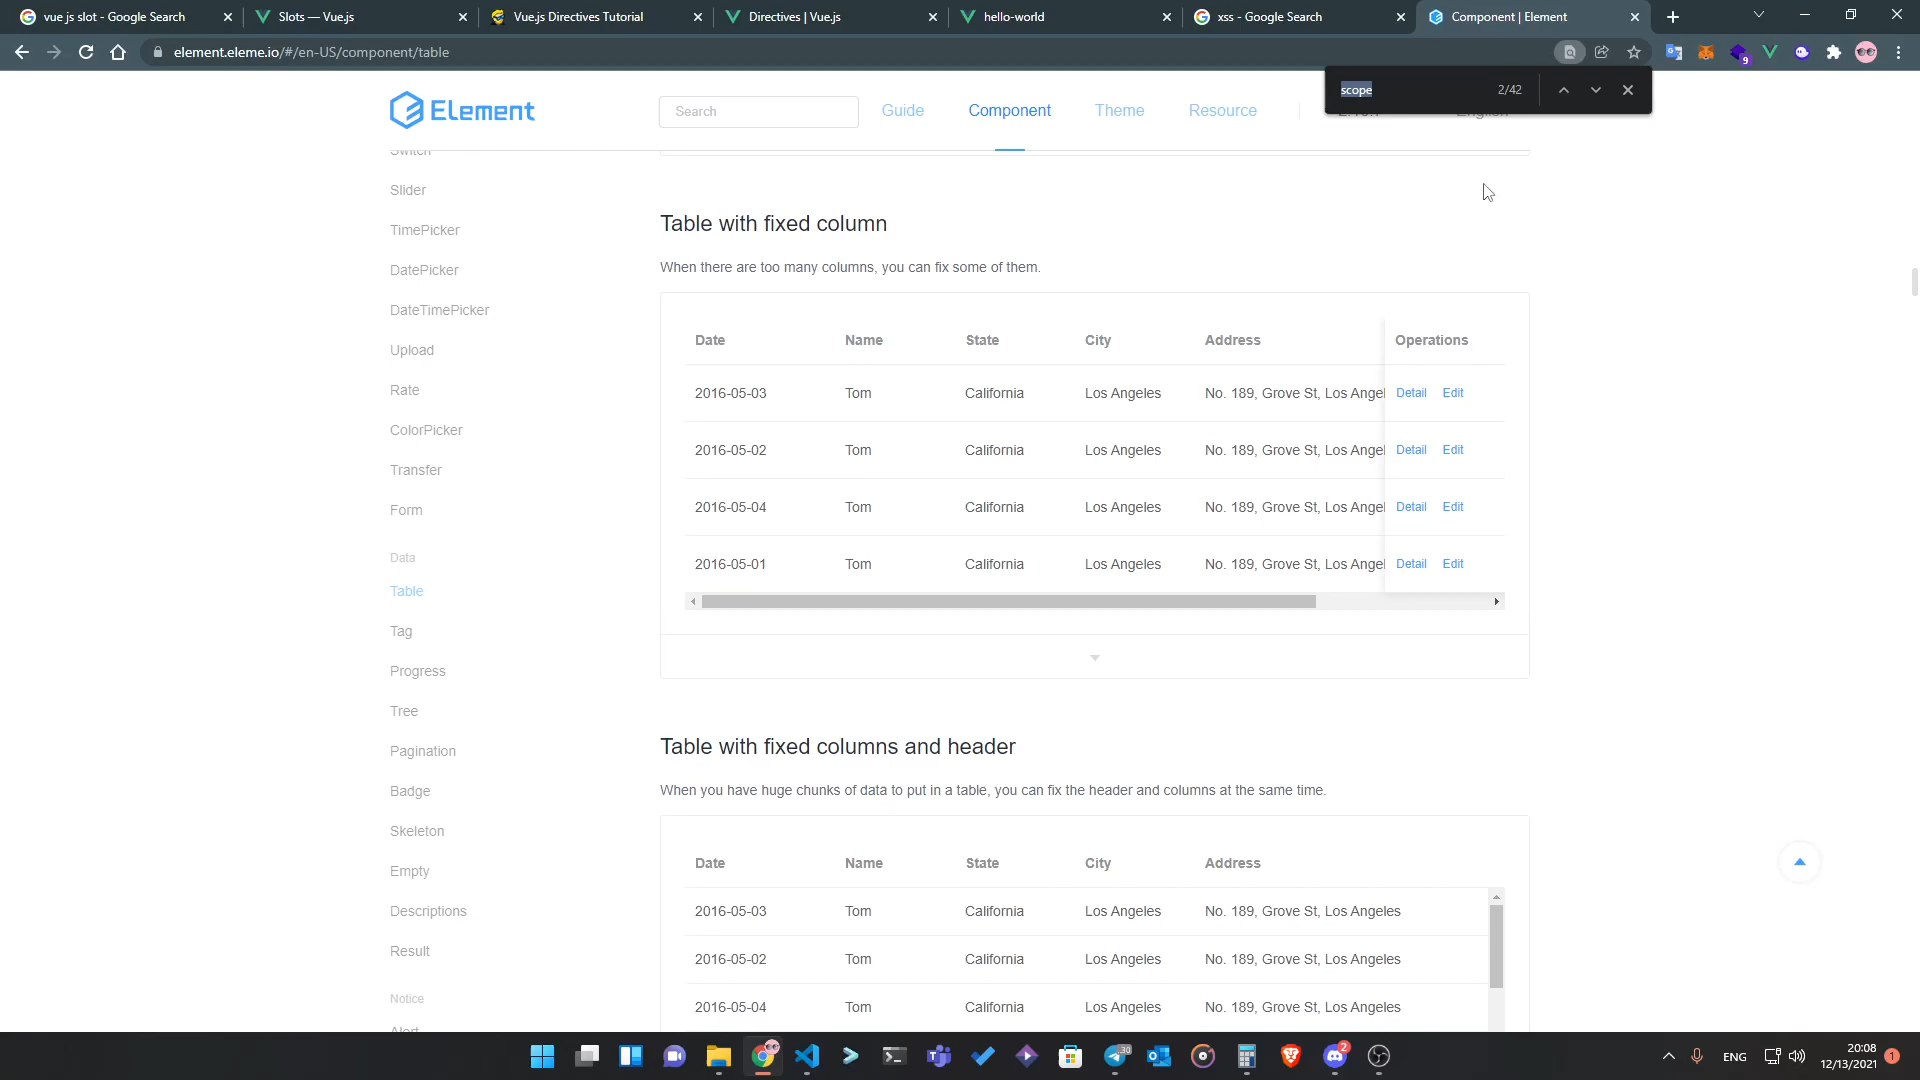 vue js slot - Google Search
Slots — Vue.js
Vue.js Directives Tutorial
Directives | Vue.js
hello-world
xss - Google Search
Component | Element
element.eleme.io/#/en-US/component/table
9
scope
2/42
Element
Search
Guide
Component
Theme
Resource
English
Switch
Slider
TimePicker
DatePicker
DateTimePicker
Upload
Rate
ColorPicker
Transfer
Form
Data
Table
Tag
Progress
Tree
Pagination
Badge
Skeleton
Empty
Descriptions
Result
Notice
Alert
Table with fixed column
When there are too many columns, you can fix some of them.
Date Name State City Address Operations
2016-05-03 Tom California Los Angeles No. 189, Grove St, Los Angel Detail Edit
2016-05-02 Tom California Los Angeles No. 189, Grove St, Los Angel Detail Edit
2016-05-04 Tom California Los Angeles No. 189, Grove St, Los Angel Detail Edit
2016-05-01 Tom California Los Angeles No. 189, Grove St, Los Angel Detail Edit
Table with fixed columns and header
When you have huge chunks of data to put in a table, you can fix the header and columns at the same time.
Date Name State City Address
2016-05-03 Tom California Los Angeles No. 189, Grove St, Los Angeles
2016-05-02 Tom California Los Angeles No. 189, Grove St, Los Angeles
2016-05-04 Tom California Los Angeles No. 189, Grove St, Los Angeles
30
2
ENG
20:08
12/13/2021
1